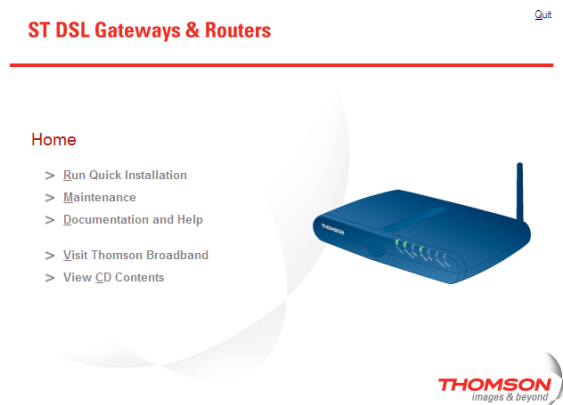 Quit
ST DSL Gateways & Routers
Home
> Run Quick Installation
> Maintenance
> Documentation and Help
> Visit Thomson Broadband
> View CD Contents
THOMSON
THOMSON
images & beyond